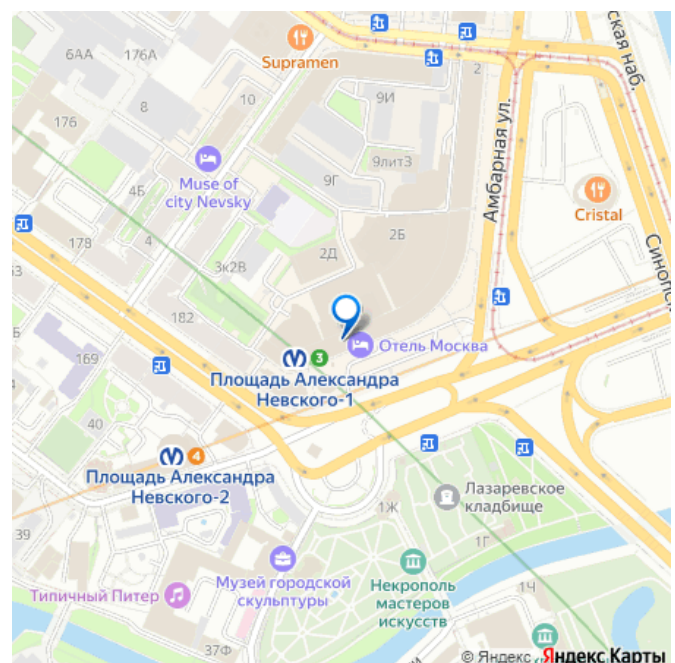 6АА
176А
Supramen
ская наб.
2
9И
10
8
176
Амбарная ул.
9лит3
Muse of
city Nevsky
9Г
4Б
Cristal
178
4
2Б
2Д
3к2В
182
Отель Москва
3
169
Площадь Александра
Невского-1
40
4
Площадь Александра
Невского-2
Лазаревское
кладбище
1Ж
39
1Г
Музей городской
скульптуры
Некрополь
мастеров
искусств
1Ч
Типичный Питер
37Ф
© Яндекс Яндекс Карты